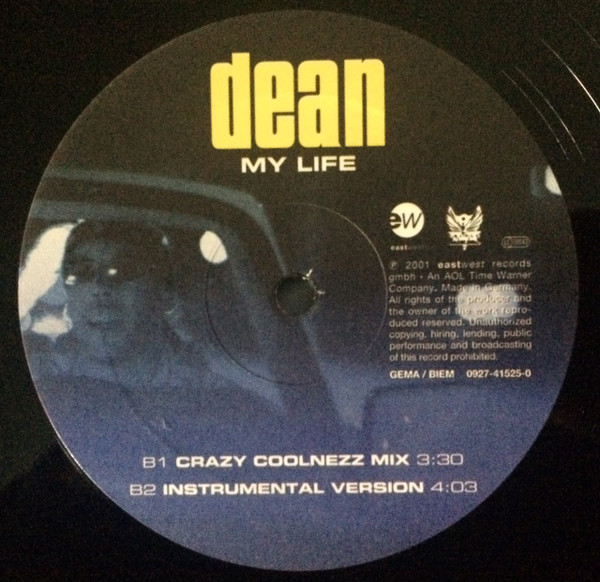 dean
MY LIFE
ew
eastwest
℗ 2001 eastwest records
gmbh • An AOL Time Warner
Company. Made in Germany.
All rights of the producer and
the owner of the work repro-
duced reserved. Unauthorized
copying, hiring, lending, public
performance and broadcasting
of this record prohibited.
GEMA / BIEM 0927-41525-0
B1 CRAZY COOLNEZZ MIX 3:30
B2 INSTRUMENTAL VERSION 4:03